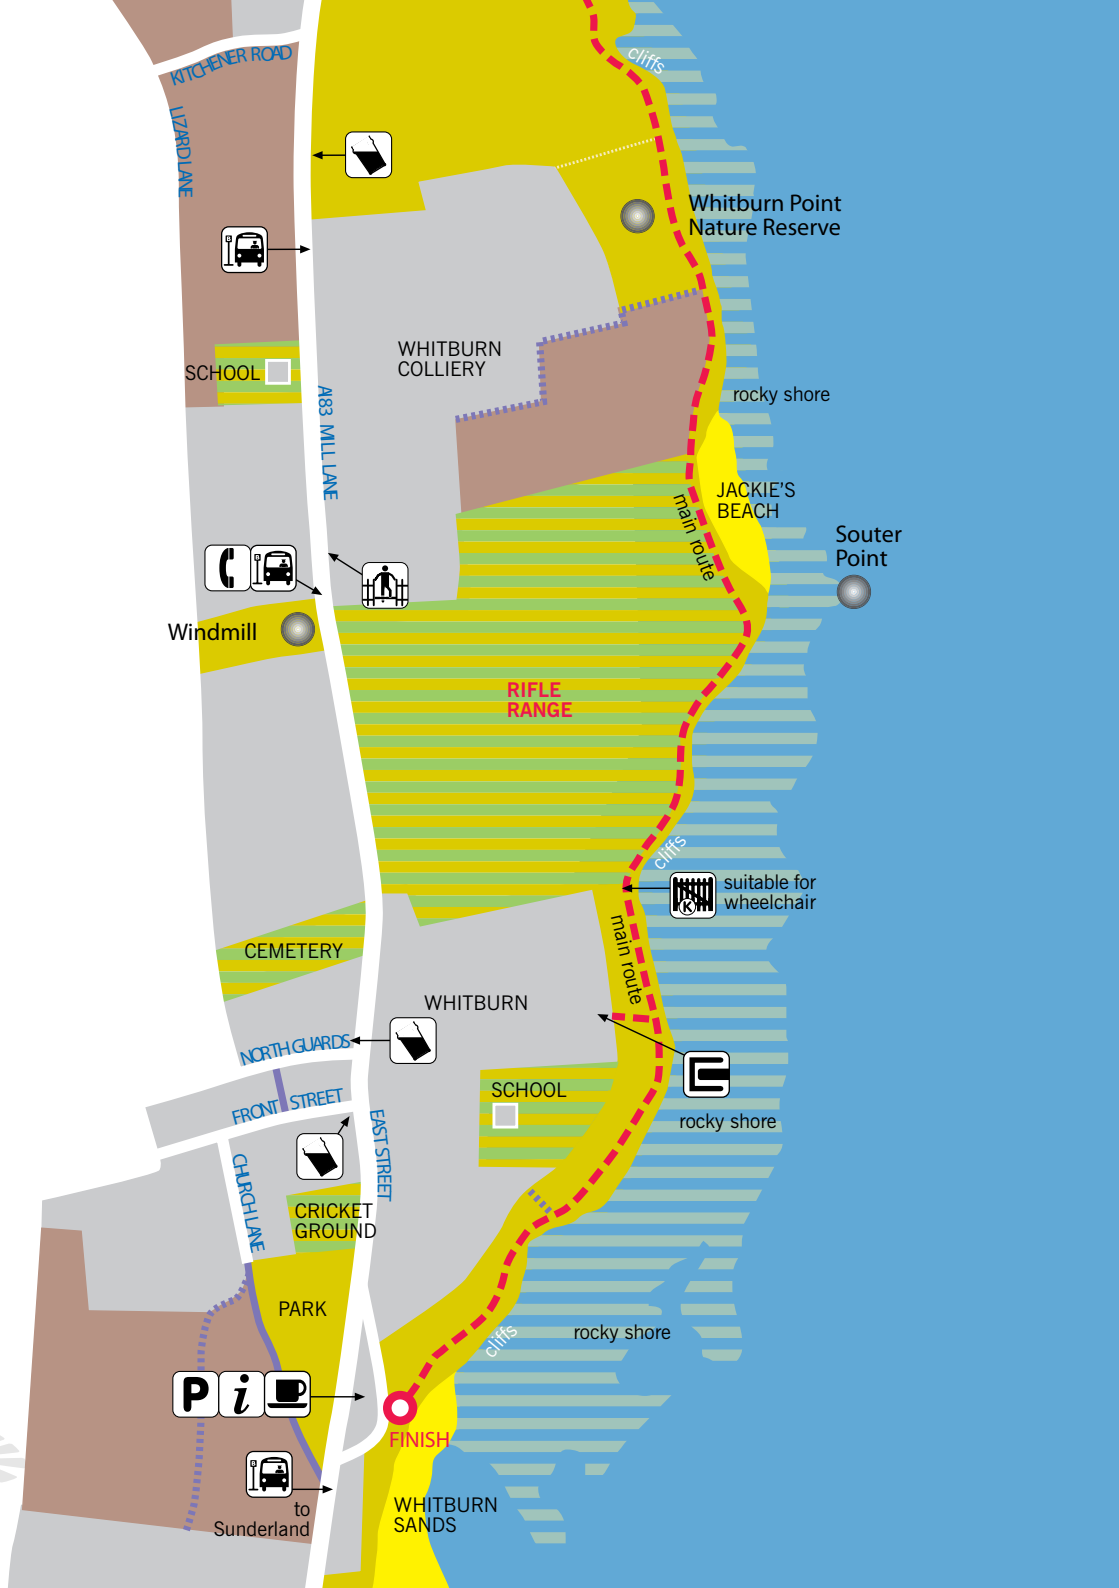 cliffs
KITCHENER ROAD
LIZARD LANE
Whitburn Point
Nature Reserve
WHITBURN
COLLIERY
SCHOOL
A183 MILL LANE
rocky shore
JACKIE'S
BEACH
main route
Souter
Point
Windmill
RIFLE
RANGE
cliffs
K
suitable for
wheelchair
main route
CEMETERY
WHITBURN
NORTH GUARDS
SCHOOL
FRONT STREET
rocky shore
EAST STREET
CHURCH LANE
CRICKET
GROUND
PARK
rocky shore
cliffs
P
i
FINISH
WHITBURN
SANDS
to
Sunderland